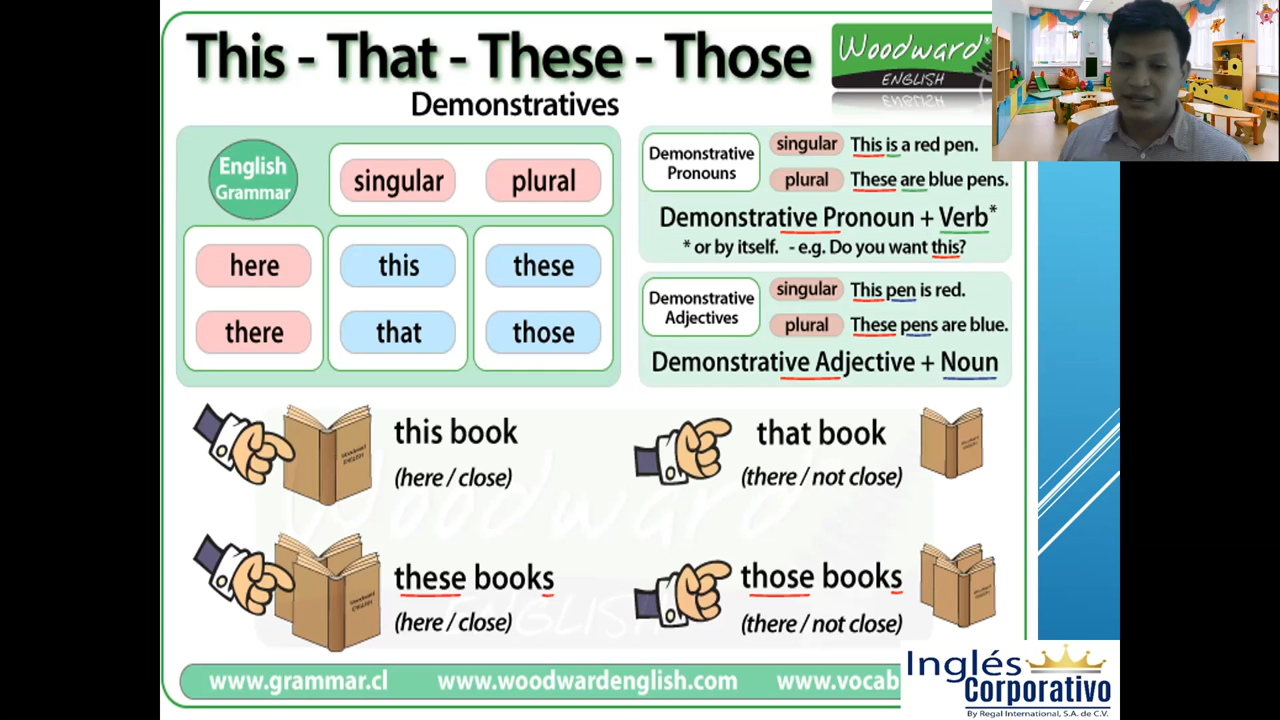 This - That - These - Those
Demonstratives
Woodward®
ENGLISH
English
Grammar
singular
plural
here
this
these
there
that
those
Demonstrative
Pronouns
singular
This is a red pen.
plural
These are blue pens.
Demonstrative Pronoun + Verb*
* or by itself. - e.g. Do you want this?
Demonstrative
Adjectives
singular
This pen is red.
plural
These pens are blue.
Demonstrative Adjective + Noun
this book
(here / close)
that book
(there / not close)
these books
(here / close)
those books
(there / not close)
www.grammar.cl
www.woodwardenglish.com
www.vocab
Inglés
Corporativo
By Regal International, S.A. de C.V.